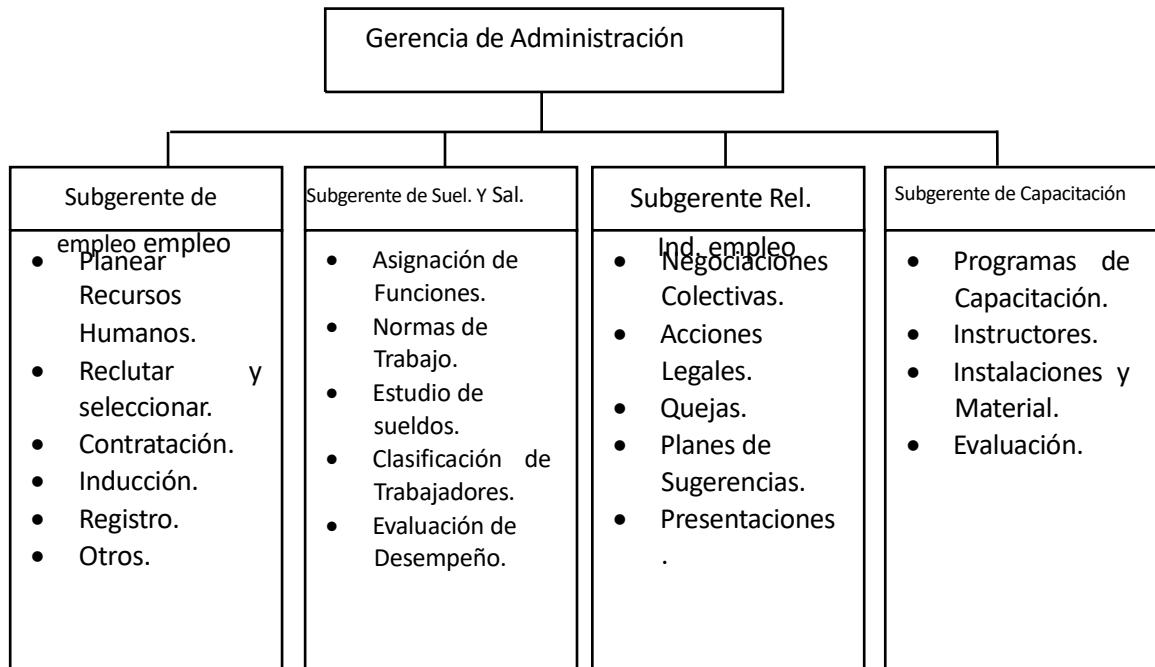 Gerencia de Administración
Subgerente de
empleo empleo
• Planear
Recursos
Humanos.
• Reclutar y
seleccionar.
• Contratación.
• Inducción.
• Registro.
• Otros.
Subgerente de Suel. Y Sal.
• Asignación de
Funciones.
• Normas de
Trabajo.
• Estudio de
sueldos.
• Clasificación de
Trabajadores.
• Evaluación de
Desempeño.
Subgerente Rel.
Ind. empleo
• Negociaciones
Colectivas.
• Acciones
Legales.
• Quejas.
• Planes de
Sugerencias.
• Presentaciones
.
Subgerente de Capacitación
• Programas de
Capacitación.
• Instructores.
• Instalaciones y
Material.
• Evaluación.